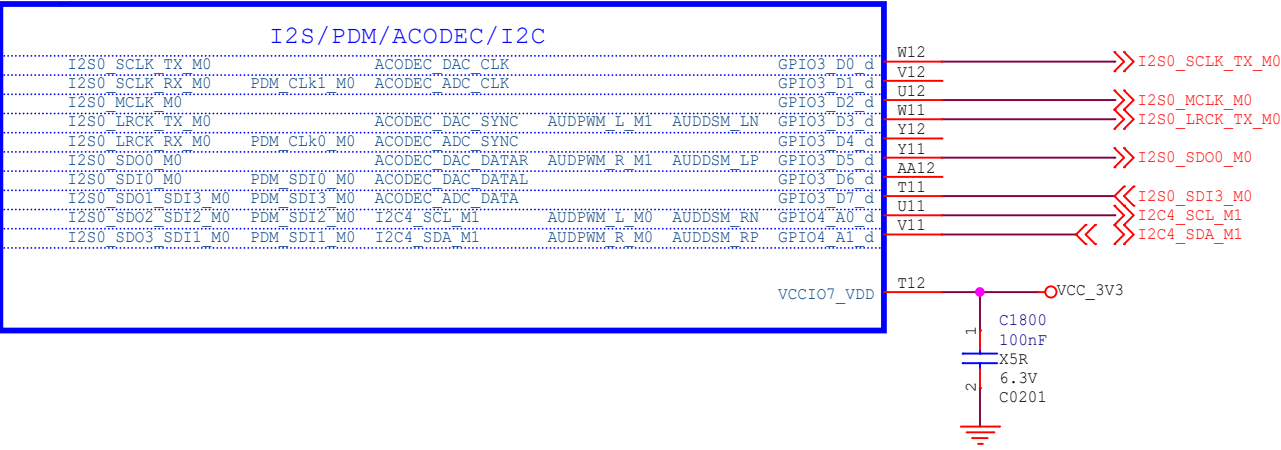 I2S/PDM/ACODEC/I2C
I2S0_SCLK_TX_M0 ACODEC_DAC_CLK GPIO3_D0_d W12 I2S0_SCLK_TX_M0
I2S0_SCLK_RX_M0 PDM_CLk1_M0 ACODEC_ADC_CLK GPIO3_D1_d V12
I2S0_MCLK_M0 GPIO3_D2_d U12 I2S0_MCLK_M0
I2S0_LRCK_TX_M0 ACODEC_DAC_SYNC AUDPWM_L_M1 AUDDSM_LN GPIO3_D3_d W11 I2S0_LRCK_TX_M0
I2S0_LRCK_RX_M0 PDM_CLk0_M0 ACODEC_ADC_SYNC GPIO3_D4_d Y12
I2S0_SDO0_M0 ACODEC_DAC_DATAR AUDPWM_R_M1 AUDDSM_LP GPIO3_D5_d Y11 I2S0_SDO0_M0
I2S0_SDI0_M0 PDM_SDI0_M0 ACODEC_DAC_DATAL GPIO3_D6_d AA12
I2S0_SDO1_SDI3_M0 PDM_SDI3_M0 ACODEC_ADC_DATA GPIO3_D7_d T11 I2S0_SDI3_M0
I2S0_SDO2_SDI2_M0 PDM_SDI2_M0 I2C4_SCL_M1 AUDPWM_L_M0 AUDDSM_RN GPIO4_A0_d U11 I2C4_SCL_M1
I2S0_SDO3_SDI1_M0 PDM_SDI1_M0 I2C4_SDA_M1 AUDPWM_R_M0 AUDDSM_RP GPIO4_A1_d V11 I2C4_SDA_M1
VCCIO7_VDD T12 VCC_3V3
C1800
1
100nF
X5R
6.3V
2
C0201